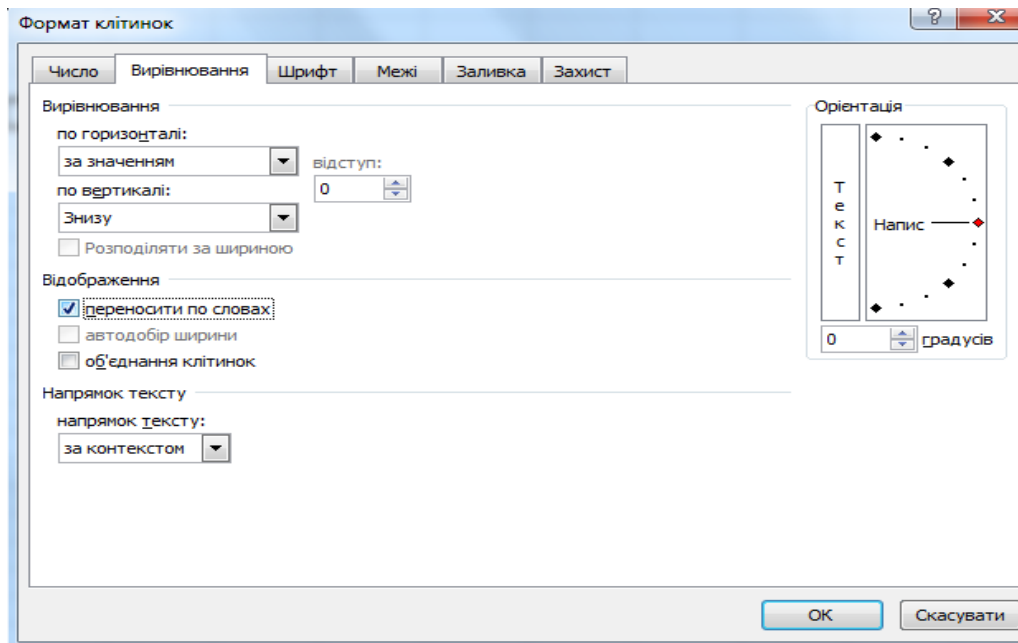 Формат клітинок
? X
Число Вирівнювання Шрифт Межі Заливка Захист
Вирівнювання
по горизонталі:
за значенням
відступ:
0
по вертикалі:
Знизу
Розподіляти за шириною
Відображення
переносити по словах
автодобір ширини
об'єднання клітинок
Напрямок тексту
напрямок тексту:
за контекстом
Орієнтація
Текст
Напис
0 градусів
ОК Скасувати